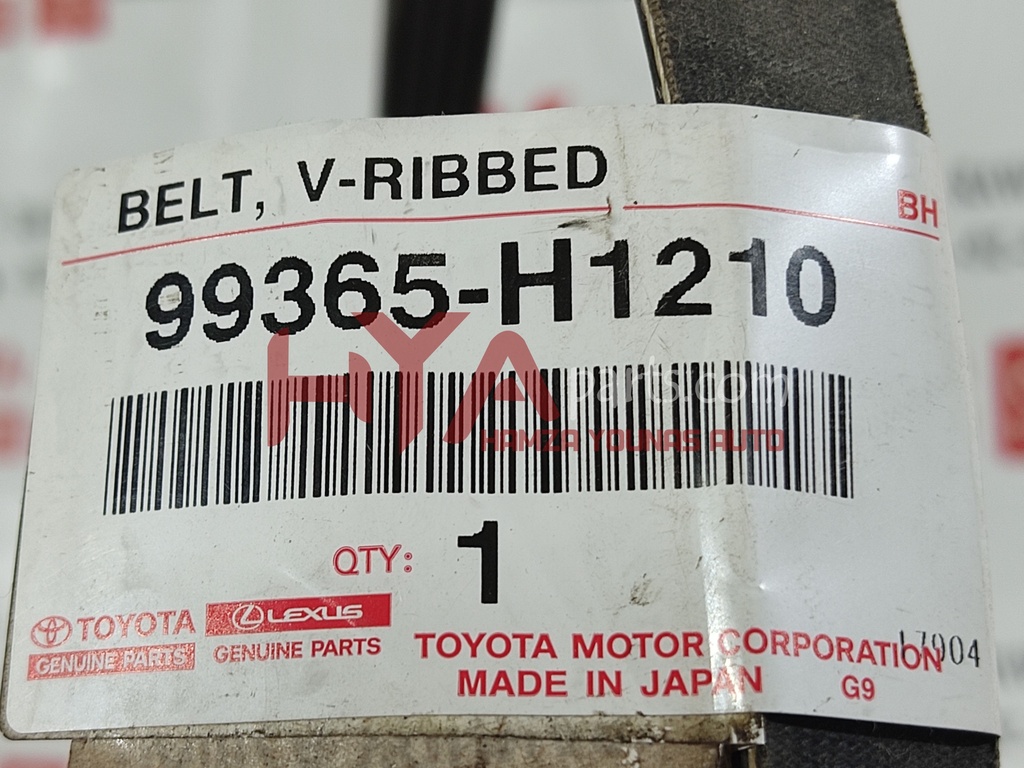 BELT, V-RIBBED
BH
99365-H1210
HYA parts.com
HAMZA YOUNAS AUTO
QTY: 1
TOYOTA LEXUS
GENUINE PARTS GENUINE PARTS
TOYOTA MOTOR CORPORATION 17904
MADE IN JAPAN G9